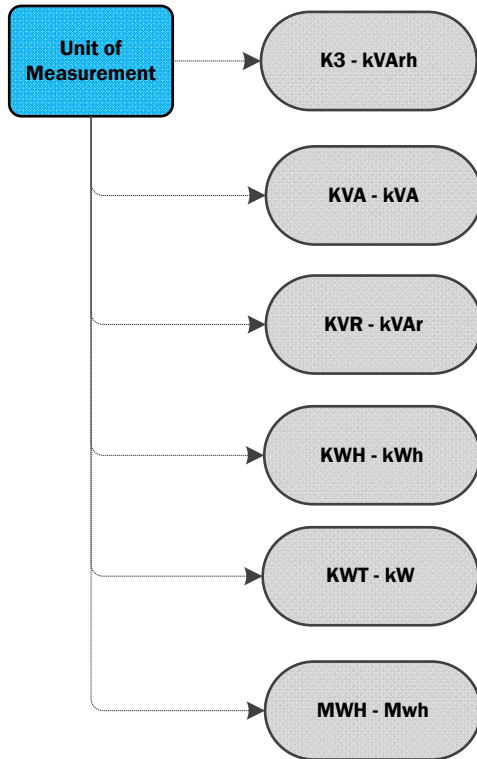 Unit of
Measurement
K3 - kVArh
KVA - kVA
KVR - kVAr
KWH - kWh
KWT - kW
MWH - Mwh